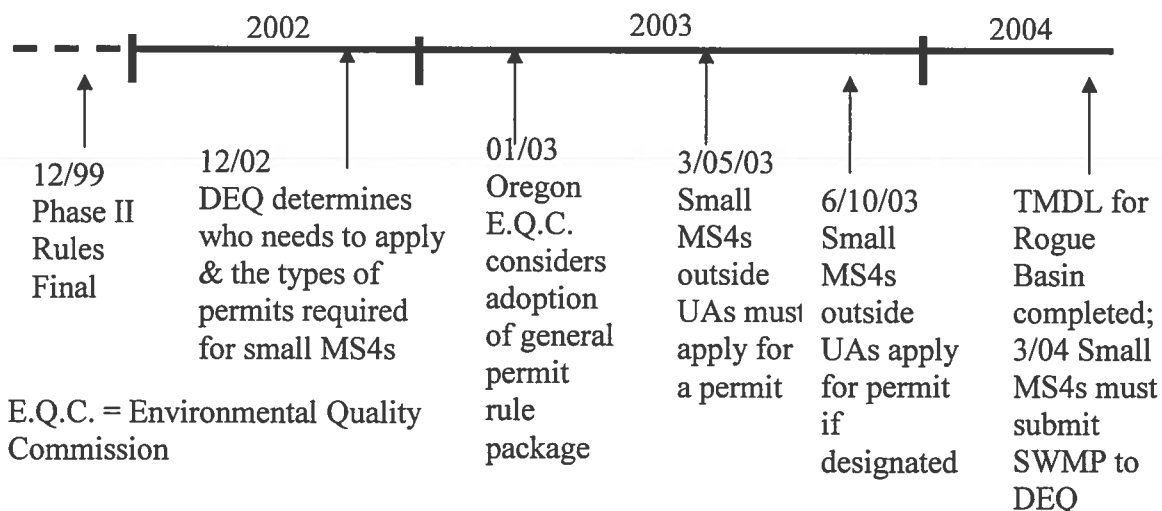 2002
2003
2004
12/99
Phase II
Rules
Final
12/02
DEQ determines
who needs to apply
& the types of
permits required
for small MS4s
E.Q.C. = Environmental Quality
Commission
01/03
Oregon
E.Q.C.
considers
adoption
of general
permit
rule
package
3/05/03
Small
MS4s
outside
UAs must
apply for
a permit
6/10/03
Small
MS4s
outside
UAs apply
for permit
if
designated
TMDL for
Rogue
Basin
completed;
3/04 Small
MS4s must
submit
SWMP to
DEQ